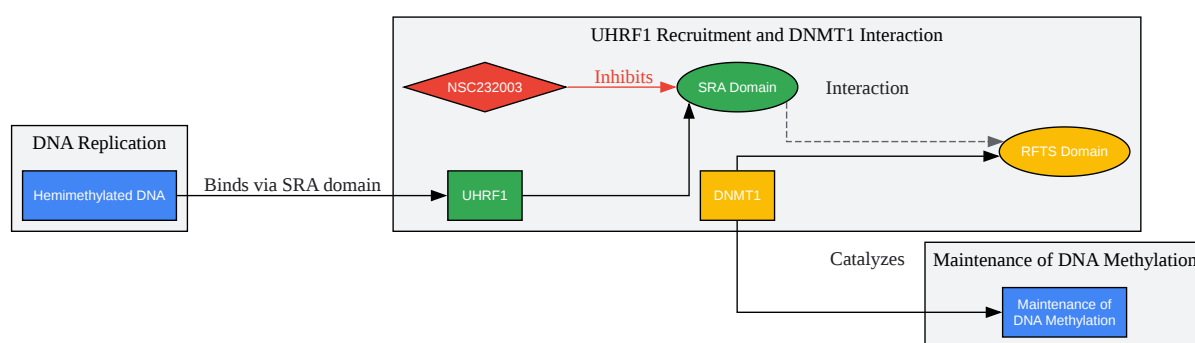 UHRF1 Recruitment and DNMT1 Interaction
NSC232003
Inhibits
SRA Domain
Interaction
DNA Replication
RFTS Domain
Hemimethylated DNA
Binds via SRA domain
UHRF1
DNMT1
Catalyzes
Maintenance of DNA Methylation
Maintenance of
DNA Methylation